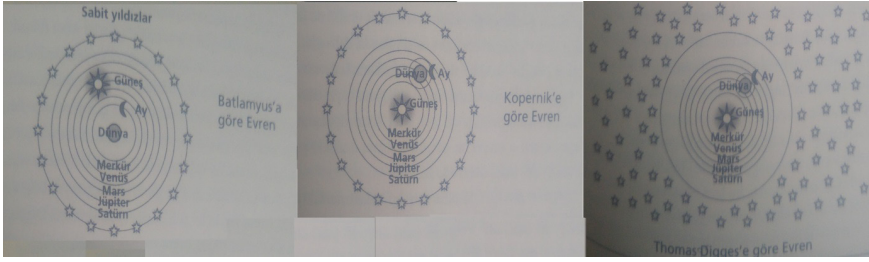 Sabit yıldızlar
Güneş
Ay
Dünya
Merkür
Venüs
Mars
Jüpiter
Satürn
Batlamyus'a
göre Evren
Dünya
Ay
Güneş
Merkür
Venüs
Mars
Jüpiter
Satürn
Kopernik'e
göre Evren
Ay
Dünya
Güneş
Merkür
Venüs
Mars
Jüpiter
Satürn
Thomas Digges'e göre Evren